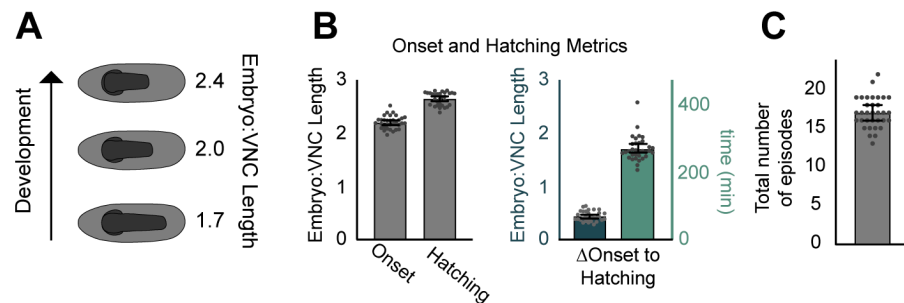 A
Development
2.4
2.0
1.7
Embryo:VNC Length
B
Onset and Hatching Metrics
Embryo:VNC Length
3
2
1
0
Onset
Hatching
Embryo:VNC Length
3
2
1
0
400
200
0
time (min)
ΔOnset to
Hatching
C
Total number
of episodes
20
15
10
5
0